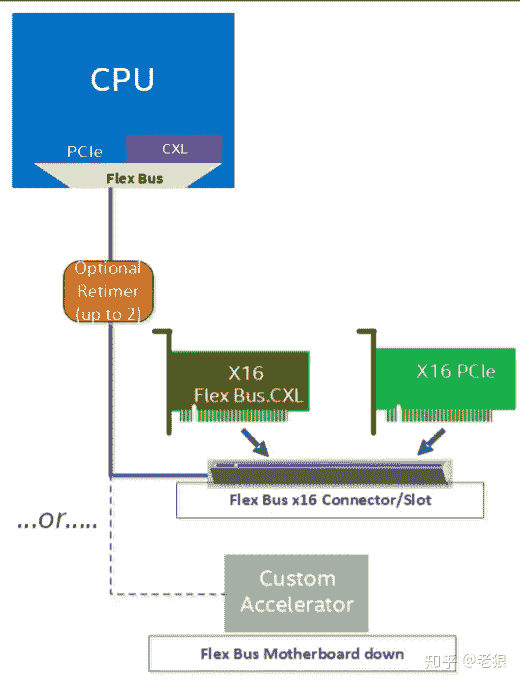 CPU
PCIe
CXL
Flex Bus
Optional
Retimer
(up to 2)
X16
Flex Bus.CXL
X16 PCIe
Flex Bus x16 Connector/Slot
...or.....
Custom
Accelerator
Flex Bus Motherboard down
知乎 @老狼